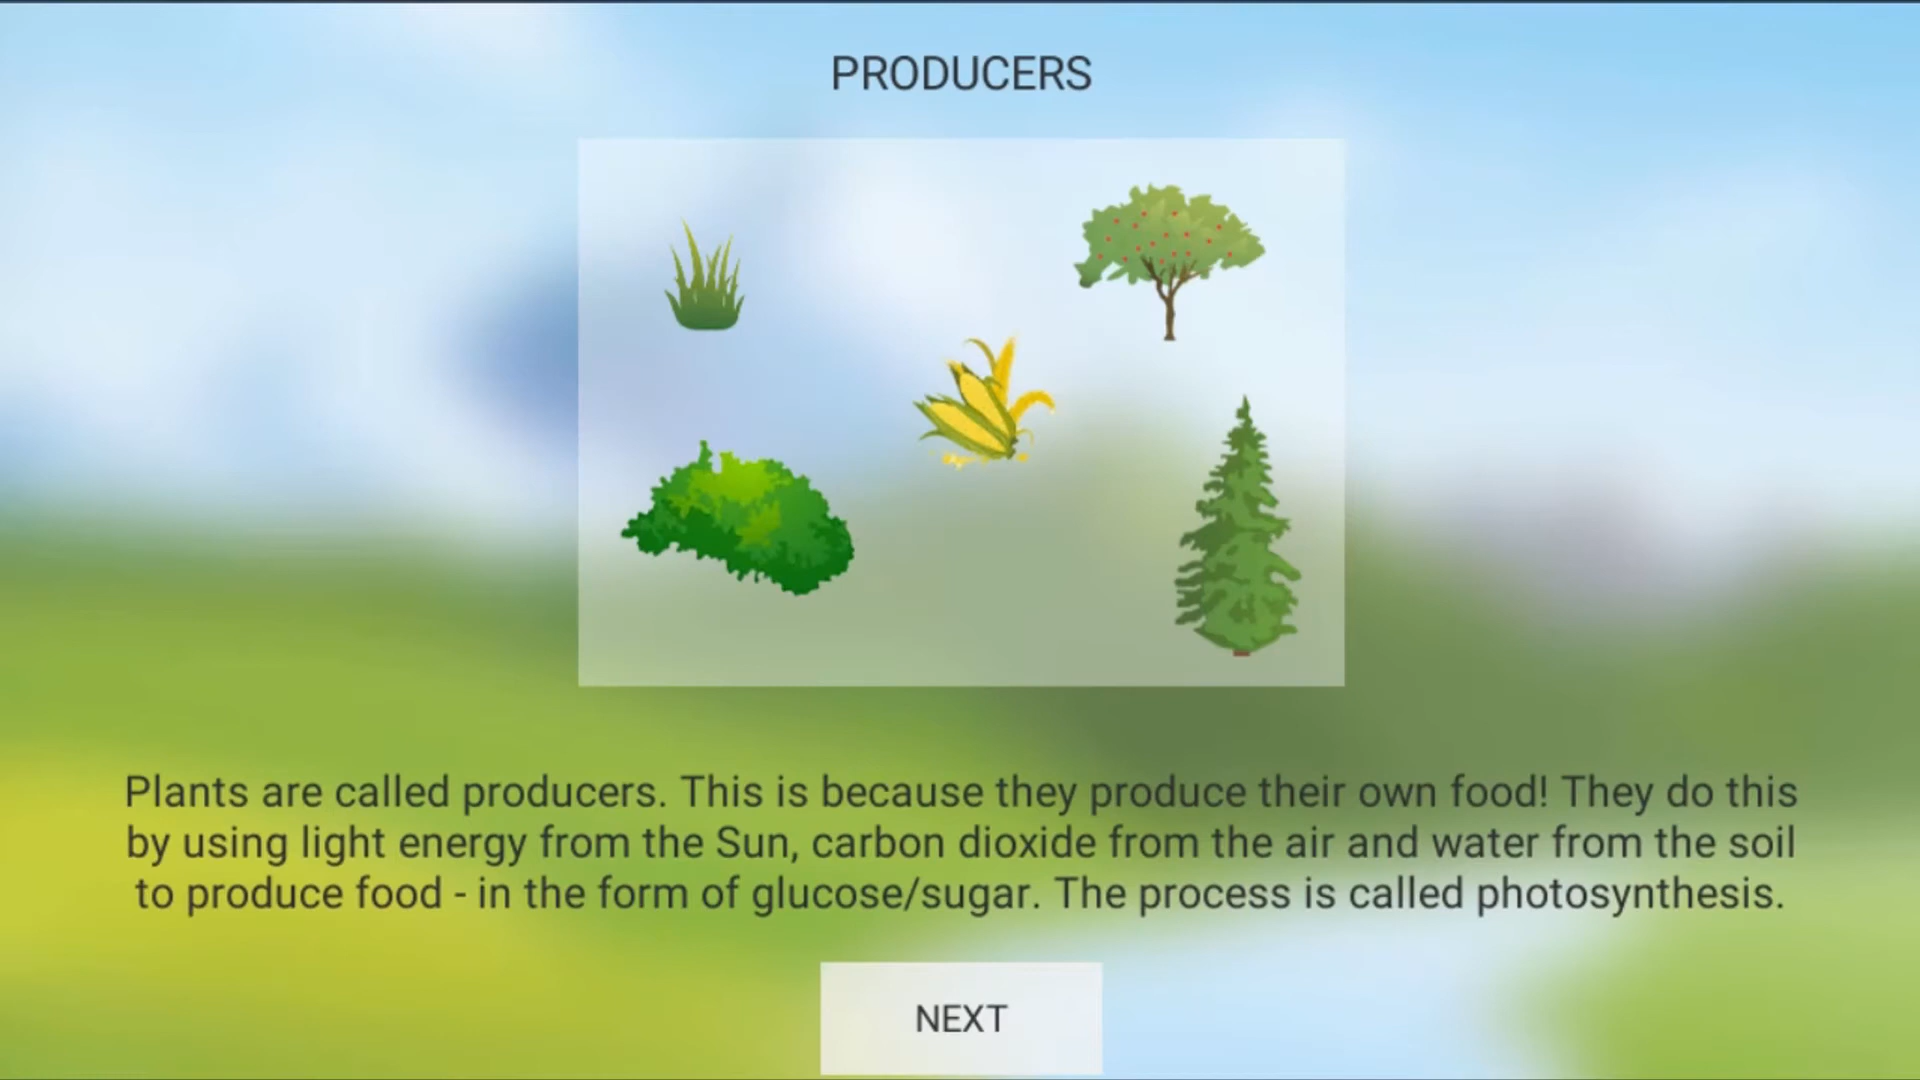 PRODUCERS
Plants are called producers. This is because they produce their own food! They do this
by using light energy from the Sun, carbon dioxide from the air and water from the soil
to produce food - in the form of glucose/sugar. The process is called photosynthesis.
NEXT